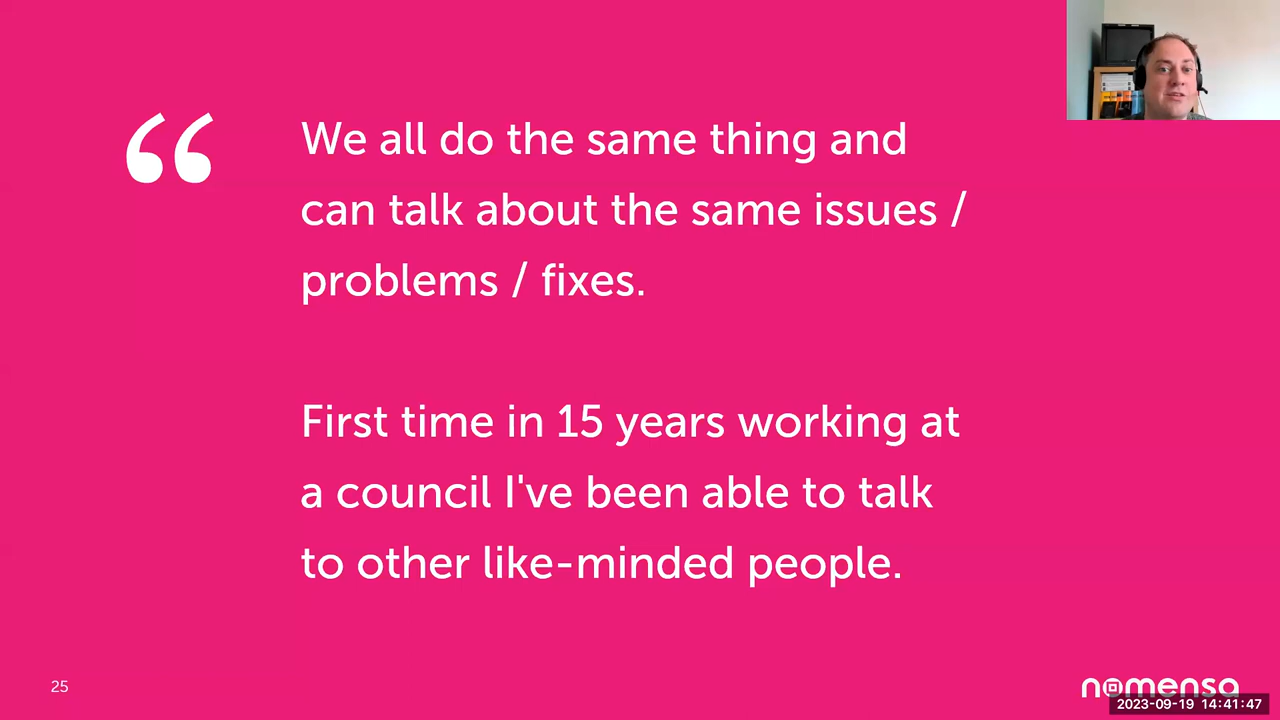 “
We all do the same thing and
can talk about the same issues /
problems / fixes.
First time in 15 years working at
a council I've been able to talk
to other like-minded people.
25
nomensa
2023-09-19 14:41:47